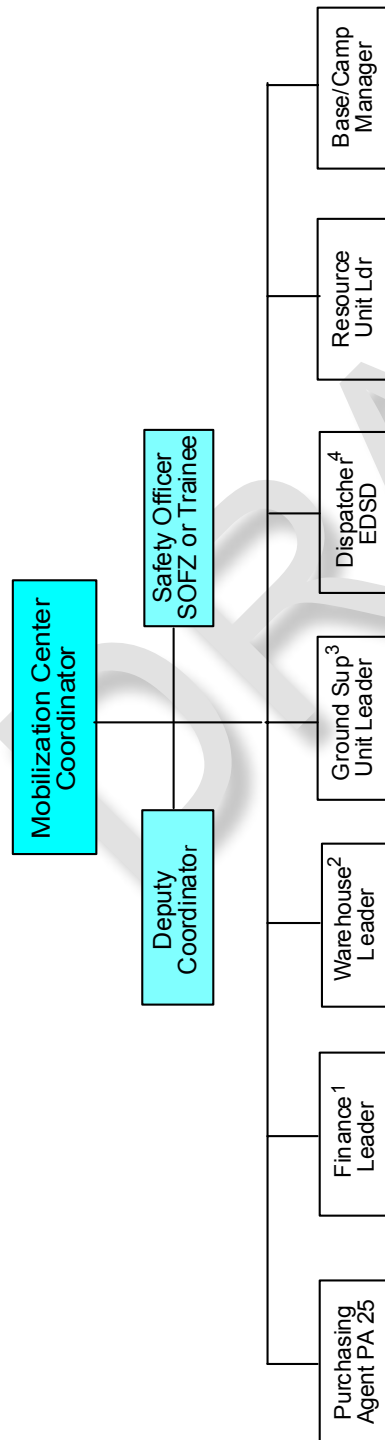 Mobilization Center
Coordinator
Deputy
Coordinator
Safety Officer
SOFZ or Trainee
Purchasing
Agent PA 25
Finance¹
Leader
Warehouse²
Leader
Ground Sup³
Unit Leader
Dispatcher⁴
EDSD
Resource
Unit Ldr
Base/Camp
Manager